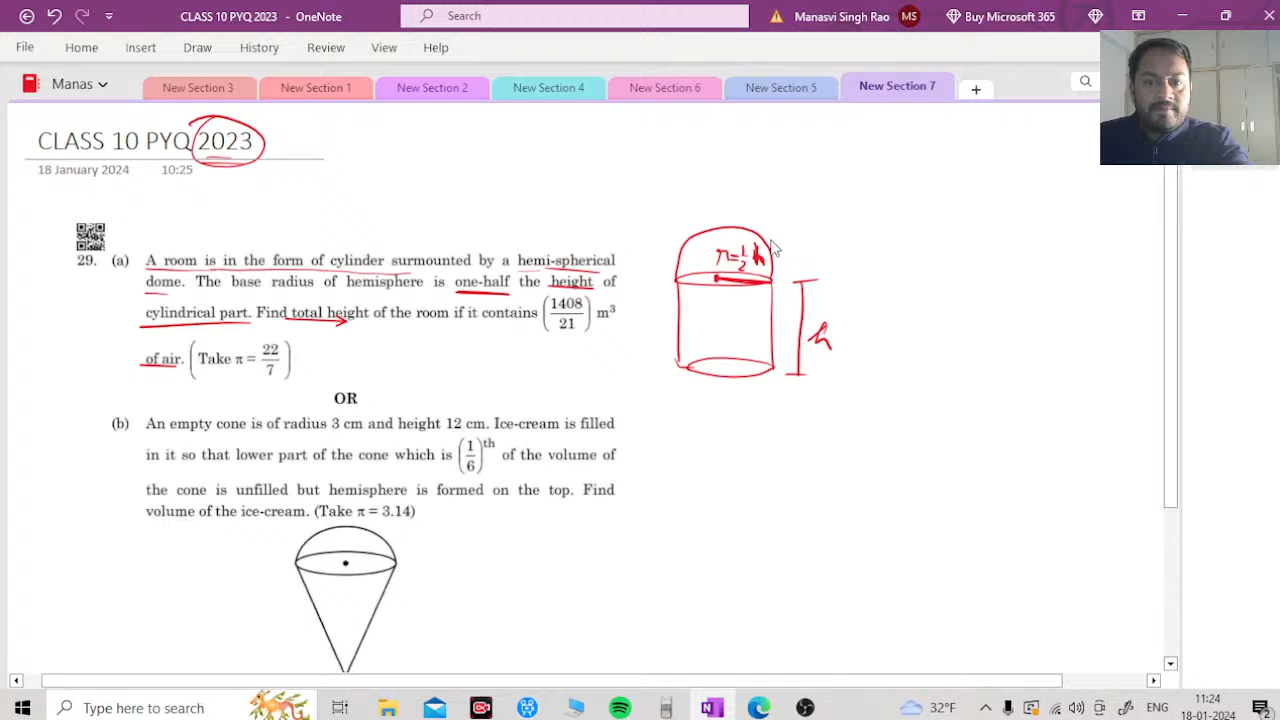 CLASS 10 PYQ 2023 - OneNote
Search
Manasvi Singh Rao
MS
Buy Microsoft 365
File
Home
Insert
Draw
History
Review
View
Help
Manas
New Section 3
New Section 1
New Section 2
New Section 4
New Section 6
New Section 5
New Section 7
CLASS 10 PYQ 2023
18 January 2024
10:25
29. (a) A room is in the form of cylinder surmounted by a hemi-spherical
dome. The base radius of hemisphere is one-half the height of
cylindrical part. Find total height of the room if it contains (1408/21) m³
of air. (Take π = 22/7)
OR
(b) An empty cone is of radius 3 cm and height 12 cm. Ice-cream is filled
in it so that lower part of the cone which is (1/6)th of the volume of
the cone is unfilled but hemisphere is formed on the top. Find
volume of the ice-cream. (Take π = 3.14)
r=1/2 h
h
Type here to search
32°F
11:24
18-01-2024